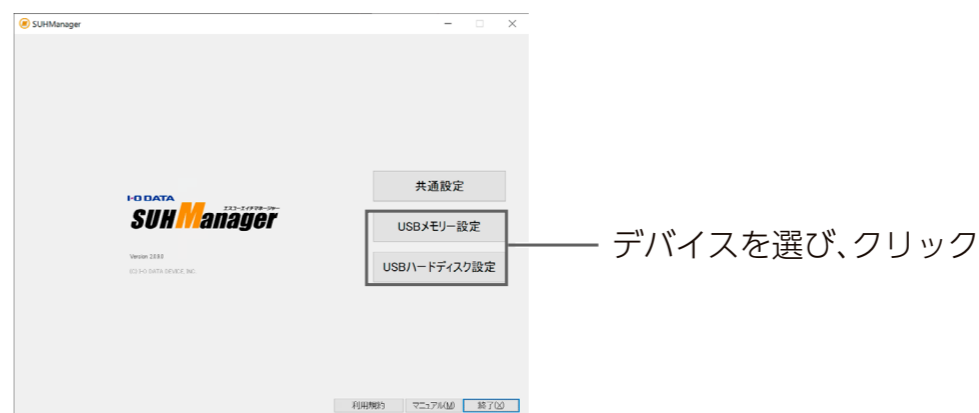 SUHManager
共通設定
I-O DATA
エスユーエイチマネージャー
SUHManager
USBメモリー設定
デバイスを選び、クリック
USBハードディスク設定
(C) I-O DATA DEVICE, INC.
利用規約 マニュアル(M) 終了(X)